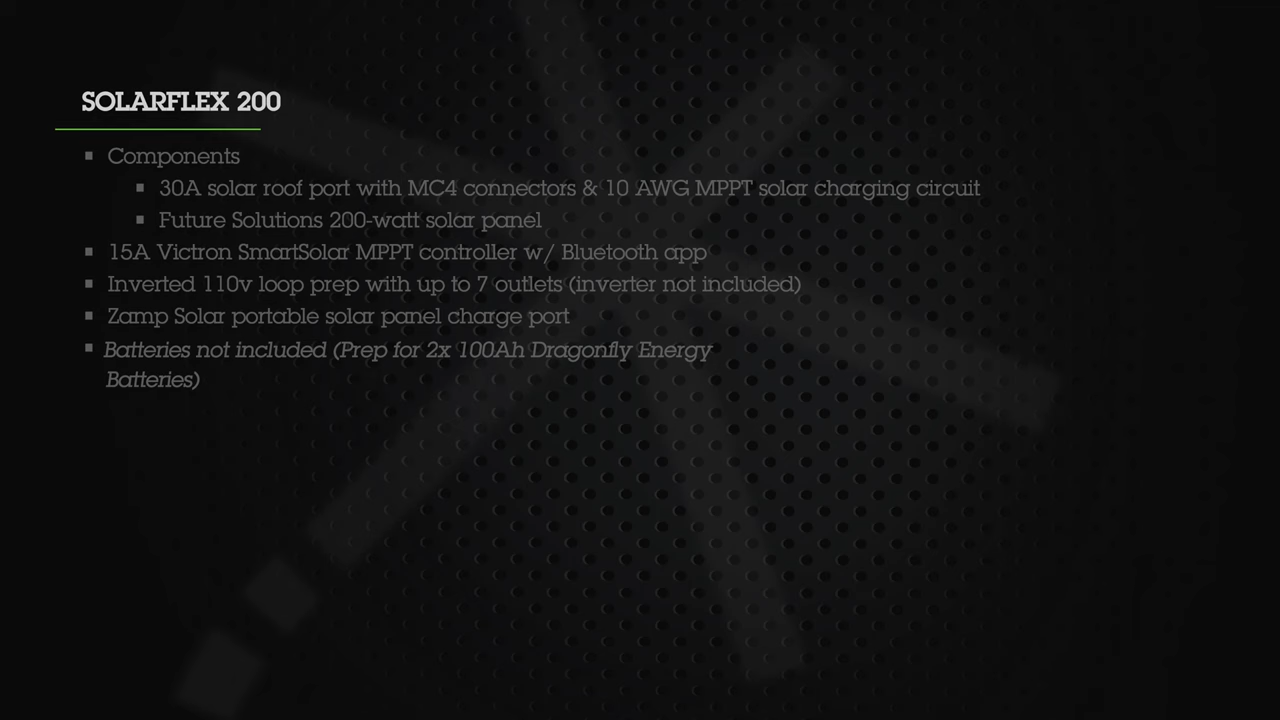 SOLARFLEX 200
▪ Components
▪ 30A solar roof port with MC4 connectors & 10 AWG MPPT solar charging circuit
▪ Future Solutions 200-watt solar panel
▪ 15A Victron SmartSolar MPPT controller w/ Bluetooth app
▪ Inverted 110v loop prep with up to 7 outlets (inverter not included)
▪ Zamp Solar portable solar panel charge port
▪ Batteries not included (Prep for 2x 100Ah Dragonfly Energy
Batteries)